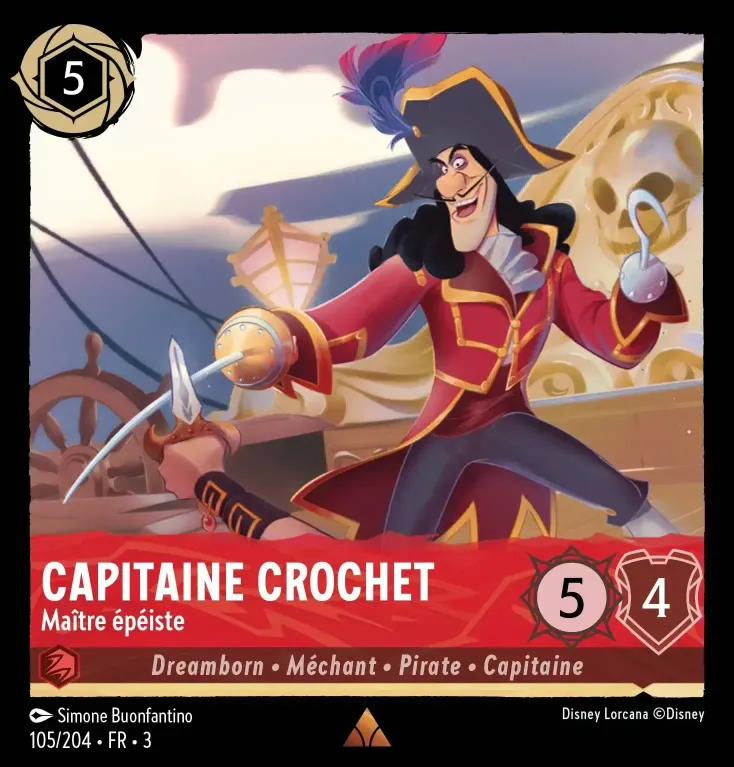 5
CAPITAINE CROCHET
Maître épéiste
5 4
Dreamborn • Méchant • Pirate • Capitaine
Simone Buonfantino
Disney Lorcana ©Disney
105/204 • FR • 3